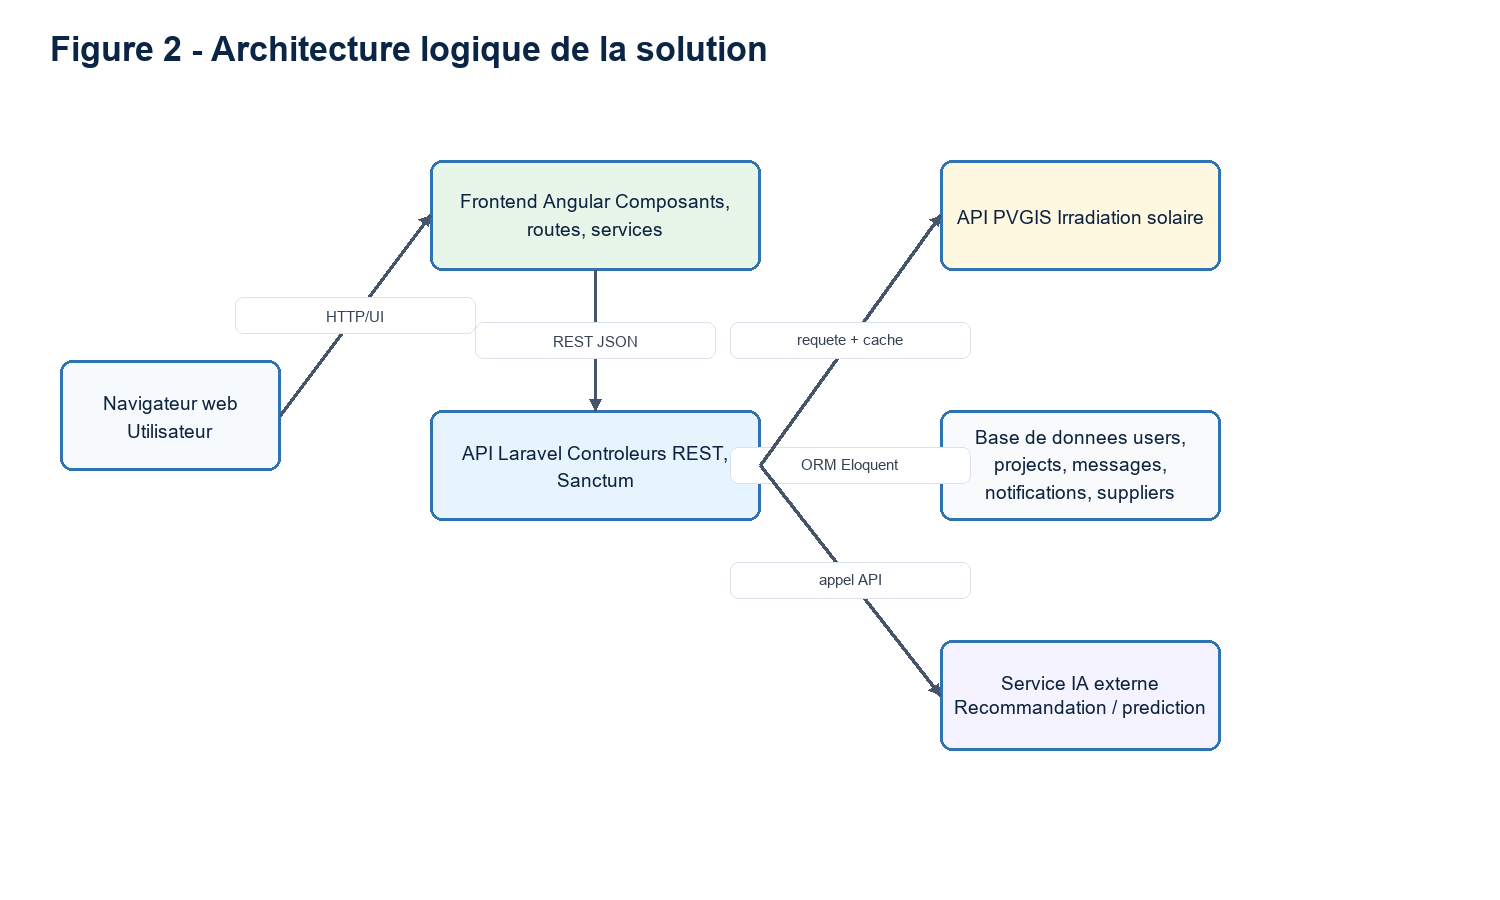 Figure 2 - Architecture logique de la solution
Frontend Angular Composants,
routes, services
API PVGIS Irradiation solaire
HTTP/UI
REST JSON
requete + cache
Navigateur web
Utilisateur
API Laravel Controleurs REST,
Sanctum
ORM Eloquent
Base de donnees users,
projects, messages,
notifications, suppliers
appel API
Service IA externe
Recommandation / prediction